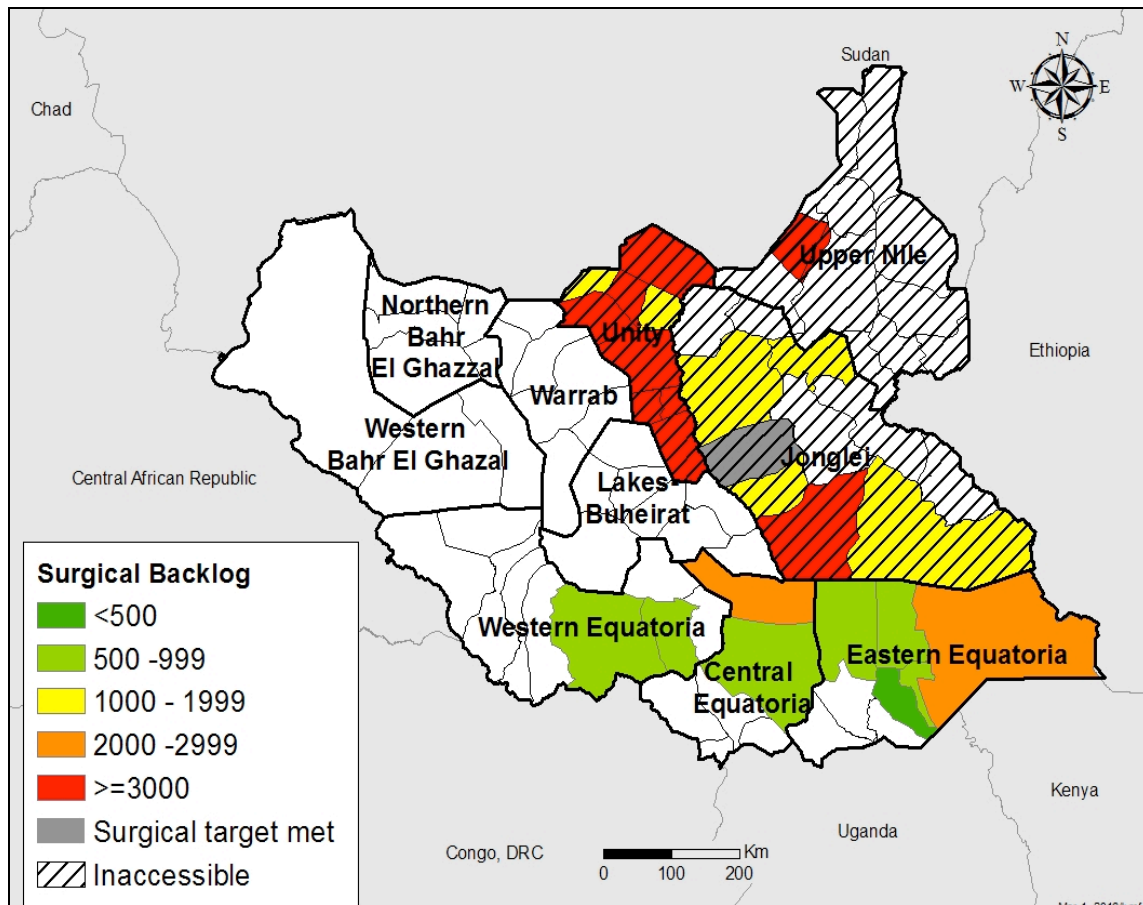 Sudan
N
W
E
S
Chad
Upper Nile
Northern
Bahr
El Ghazzal
Unity
Ethiopia
Warrab
Western
Bahr El Ghazal
Jonglei
Central African Republic
Lakes-
Buheirat
Surgical Backlog
<500
500 -999
1000 - 1999
2000 -2999
>=3000
Surgical target met
Inaccessible
Western Equatoria
Eastern Equatoria
Central
Equatoria
Kenya
Uganda
Congo, DRC
Km
0 100 200